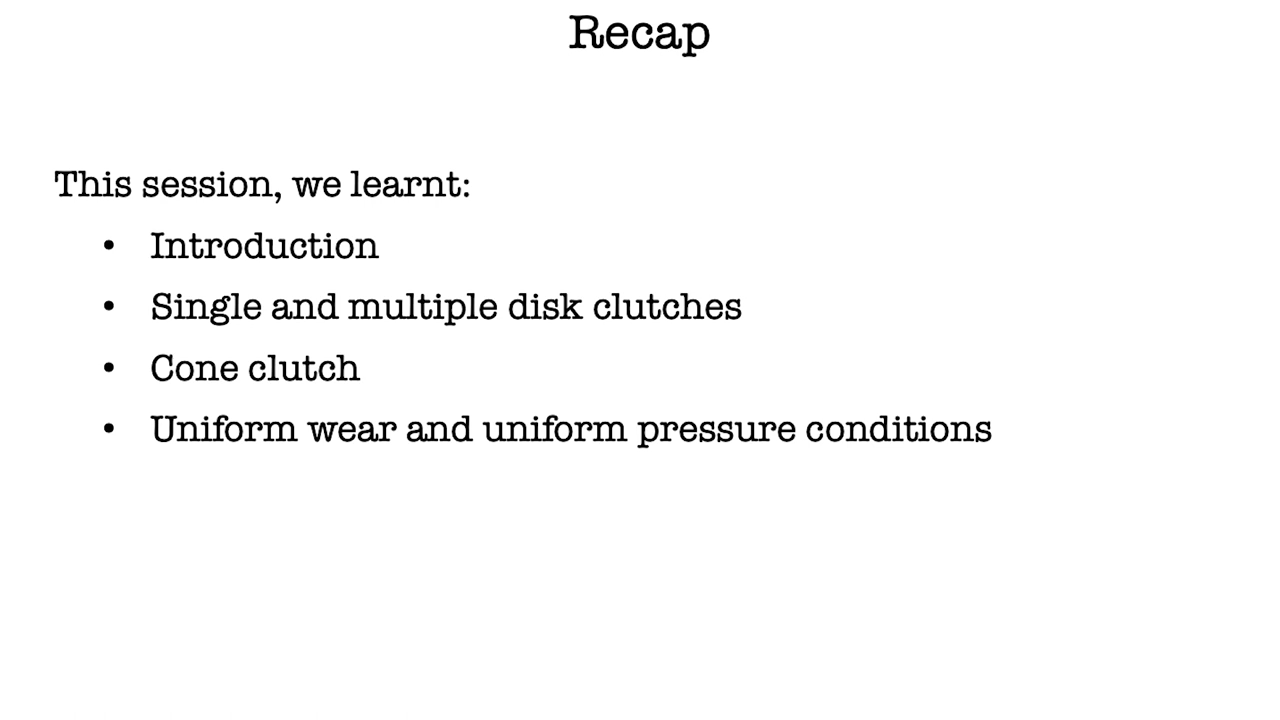 Recap
This session, we learnt:
• Introduction
• Single and multiple disk clutches
• Cone clutch
• Uniform wear and uniform pressure conditions